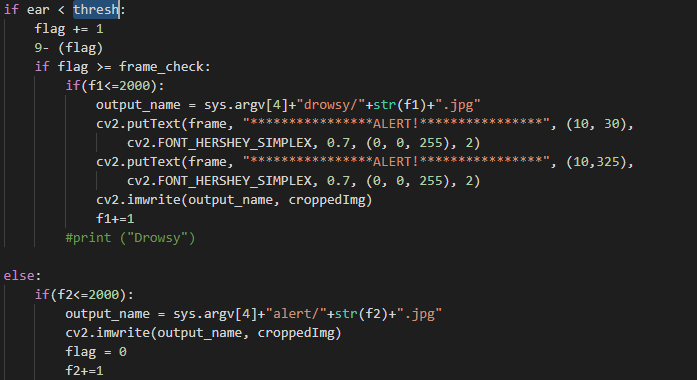 if ear < thresh:
    flag += 1
    9- (flag)
    if flag >= frame_check:
        if(f1<=2000):
            output_name = sys.argv[4]+"drowsy/"+str(f1)+".jpg"
            cv2.putText(frame, "****************ALERT!****************", (10, 30),
                cv2.FONT_HERSHEY_SIMPLEX, 0.7, (0, 0, 255), 2)
            cv2.putText(frame, "****************ALERT!****************", (10,325),
                cv2.FONT_HERSHEY_SIMPLEX, 0.7, (0, 0, 255), 2)
            cv2.imwrite(output_name, croppedImg)
            f1+=1
        #print ("Drowsy")
else:
    if(f2<=2000):
        output_name = sys.argv[4]+"alert/"+str(f2)+".jpg"
        cv2.imwrite(output_name, croppedImg)
        flag = 0
        f2+=1